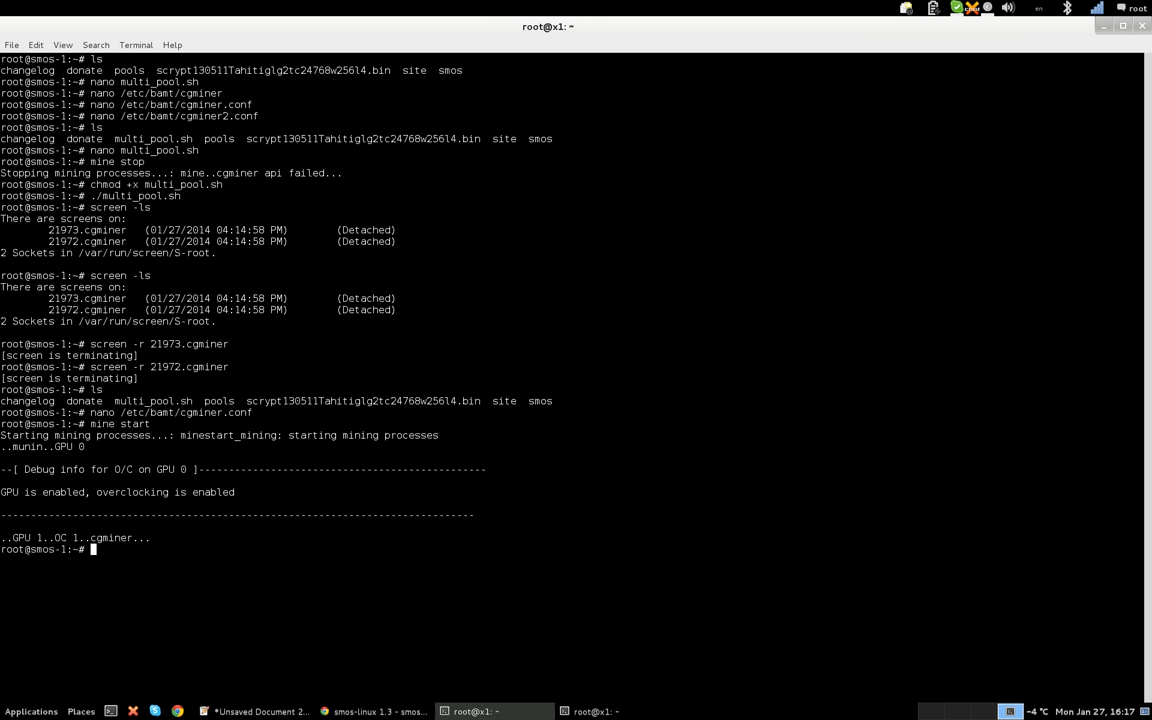 en
root
root@x1: ~
File Edit View Search Terminal Help
root@smos-1:~# ls
changelog donate pools scrypt130511Tahitiglg2tc24768w256l4.bin site smos
root@smos-1:~# nano multi_pool.sh
root@smos-1:~# nano /etc/bamt/cgminer
root@smos-1:~# nano /etc/bamt/cgminer.conf
root@smos-1:~# nano /etc/bamt/cgminer2.conf
root@smos-1:~# ls
changelog donate multi_pool.sh pools scrypt130511Tahitiglg2tc24768w256l4.bin site smos
root@smos-1:~# nano multi_pool.sh
root@smos-1:~# mine stop
Stopping mining processes...: mine..cgminer api failed...
root@smos-1:~# chmod +x multi_pool.sh
root@smos-1:~# ./multi_pool.sh
root@smos-1:~# screen -ls
There are screens on:
21973.cgminer (01/27/2014 04:14:58 PM) (Detached)
21972.cgminer (01/27/2014 04:14:58 PM) (Detached)
2 Sockets in /var/run/screen/S-root.
root@smos-1:~# screen -ls
There are screens on:
21973.cgminer (01/27/2014 04:14:58 PM) (Detached)
21972.cgminer (01/27/2014 04:14:58 PM) (Detached)
2 Sockets in /var/run/screen/S-root.
root@smos-1:~# screen -r 21973.cgminer
[screen is terminating]
root@smos-1:~# screen -r 21972.cgminer
[screen is terminating]
root@smos-1:~# ls
changelog donate multi_pool.sh pools scrypt130511Tahitiglg2tc24768w256l4.bin site smos
root@smos-1:~# nano /etc/bamt/cgminer.conf
root@smos-1:~# mine start
Starting mining processes...: minestart_mining: starting mining processes
..munin..GPU 0
--[ Debug info for O/C on GPU 0 ]------------------------------------------------
GPU is enabled, overclocking is enabled
-------------------------------------------------------------------------------
..GPU 1..OC 1..cgminer...
root@smos-1:~#
Applications Places *Unsaved Document 2... smos-linux 1.3 - smos... root@x1: ~ root@x1: ~ -4 °C Mon Jan 27, 16:17